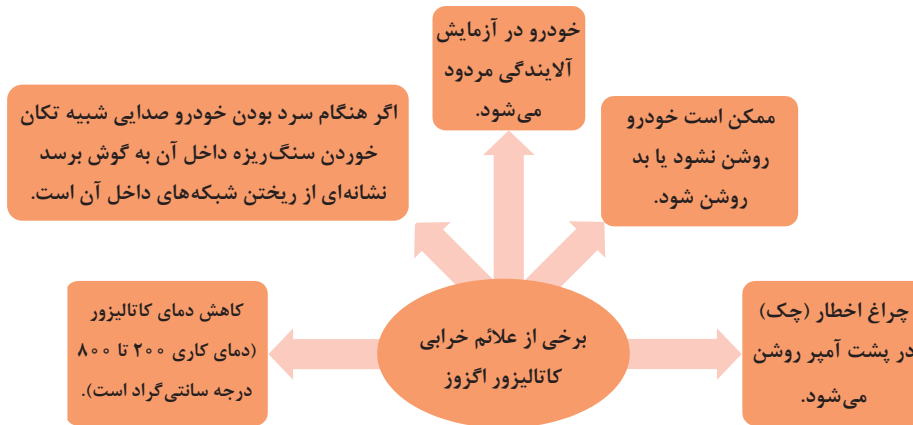 خودرو در آزمایش
آلایندگی مردود
می‌شود.
ممکن است خودرو
روشن نشود یا بد
روشن شود.
اگر هنگام سرد بودن خودرو صدایی شبیه تکان
خوردن سنگ‌ریزه داخل آن به گوش برسد
نشانه‌ای از ریختن شبکه‌های داخل آن است.
چراغ اخطار (چک)
در پشت آمپر روشن
می‌شود.
برخی از علائم خرابی
کاتالیزور اگزوز
کاهش دمای کاتالیزور
(دمای کاری ۲۰۰ تا ۸۰۰
درجه سانتی‌گراد است).